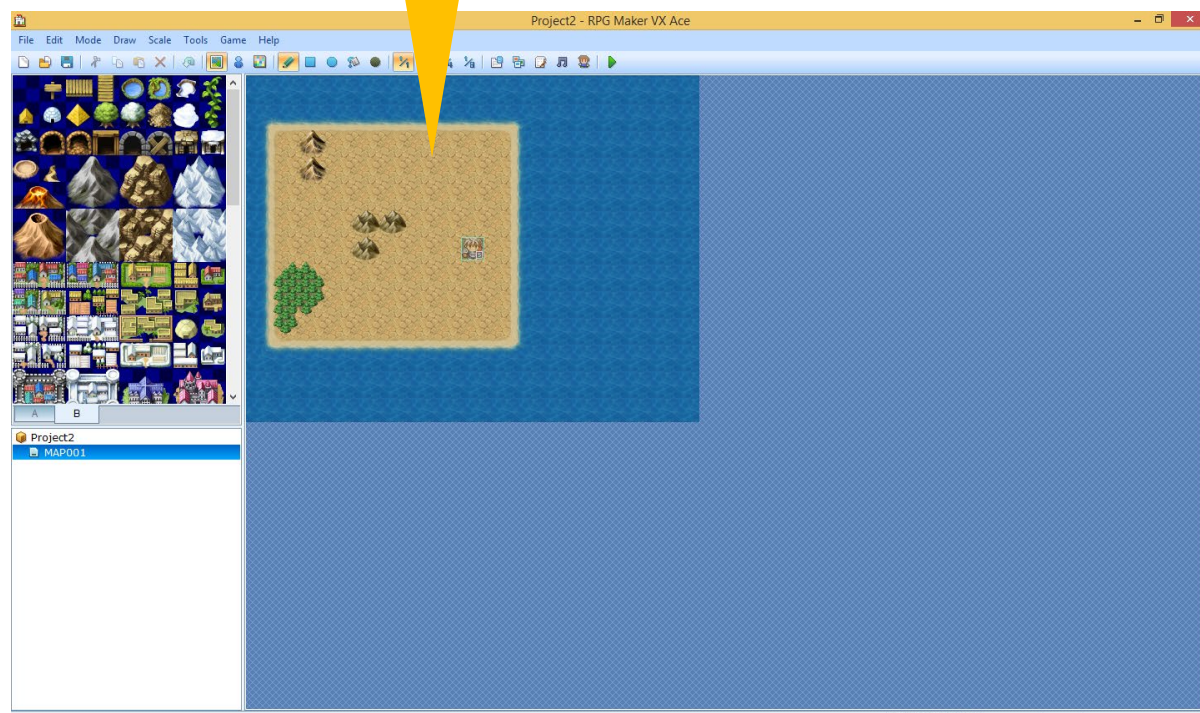 Project2 - RPG Maker VX Ace
File Edit Mode Draw Scale Tools Game Help
A B
Project2
MAP001